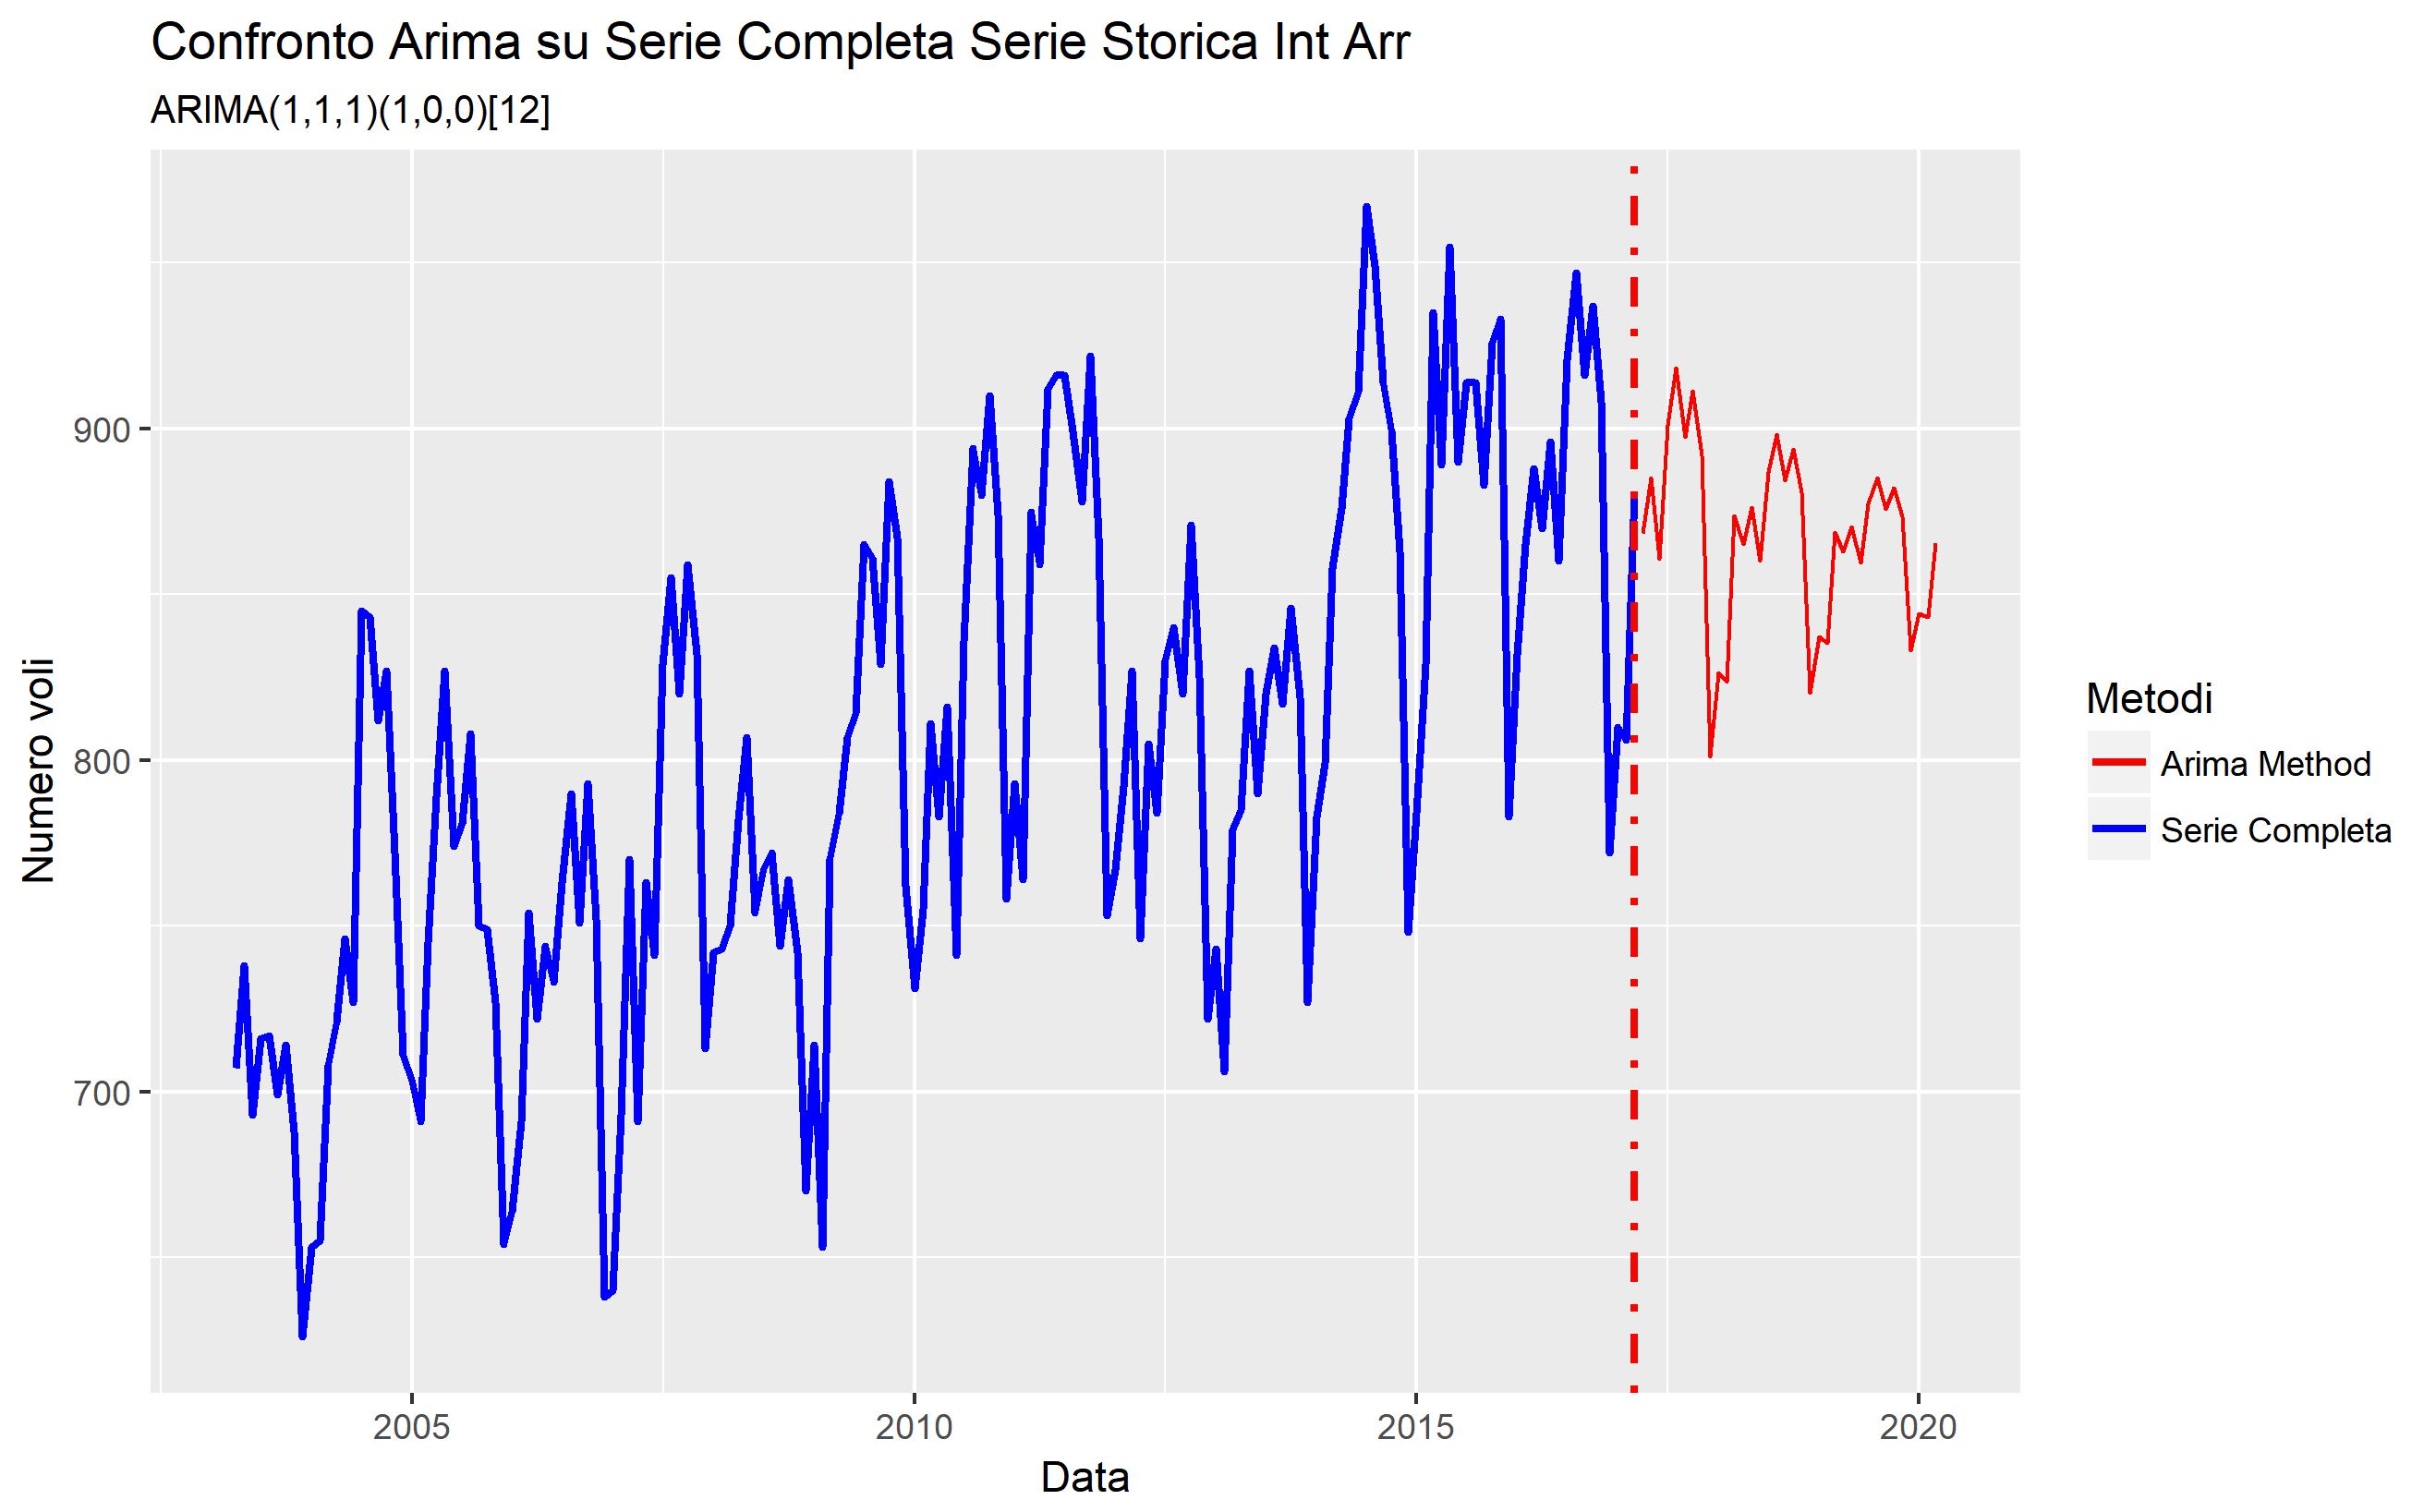 Confronto Arima su Serie Completa Serie Storica Int Arr
ARIMA(1,1,1)(1,0,0)[12]
Numero voli
900
800
700
2005
2010
2015
2020
Data
Metodi
Arima Method
Serie Completa